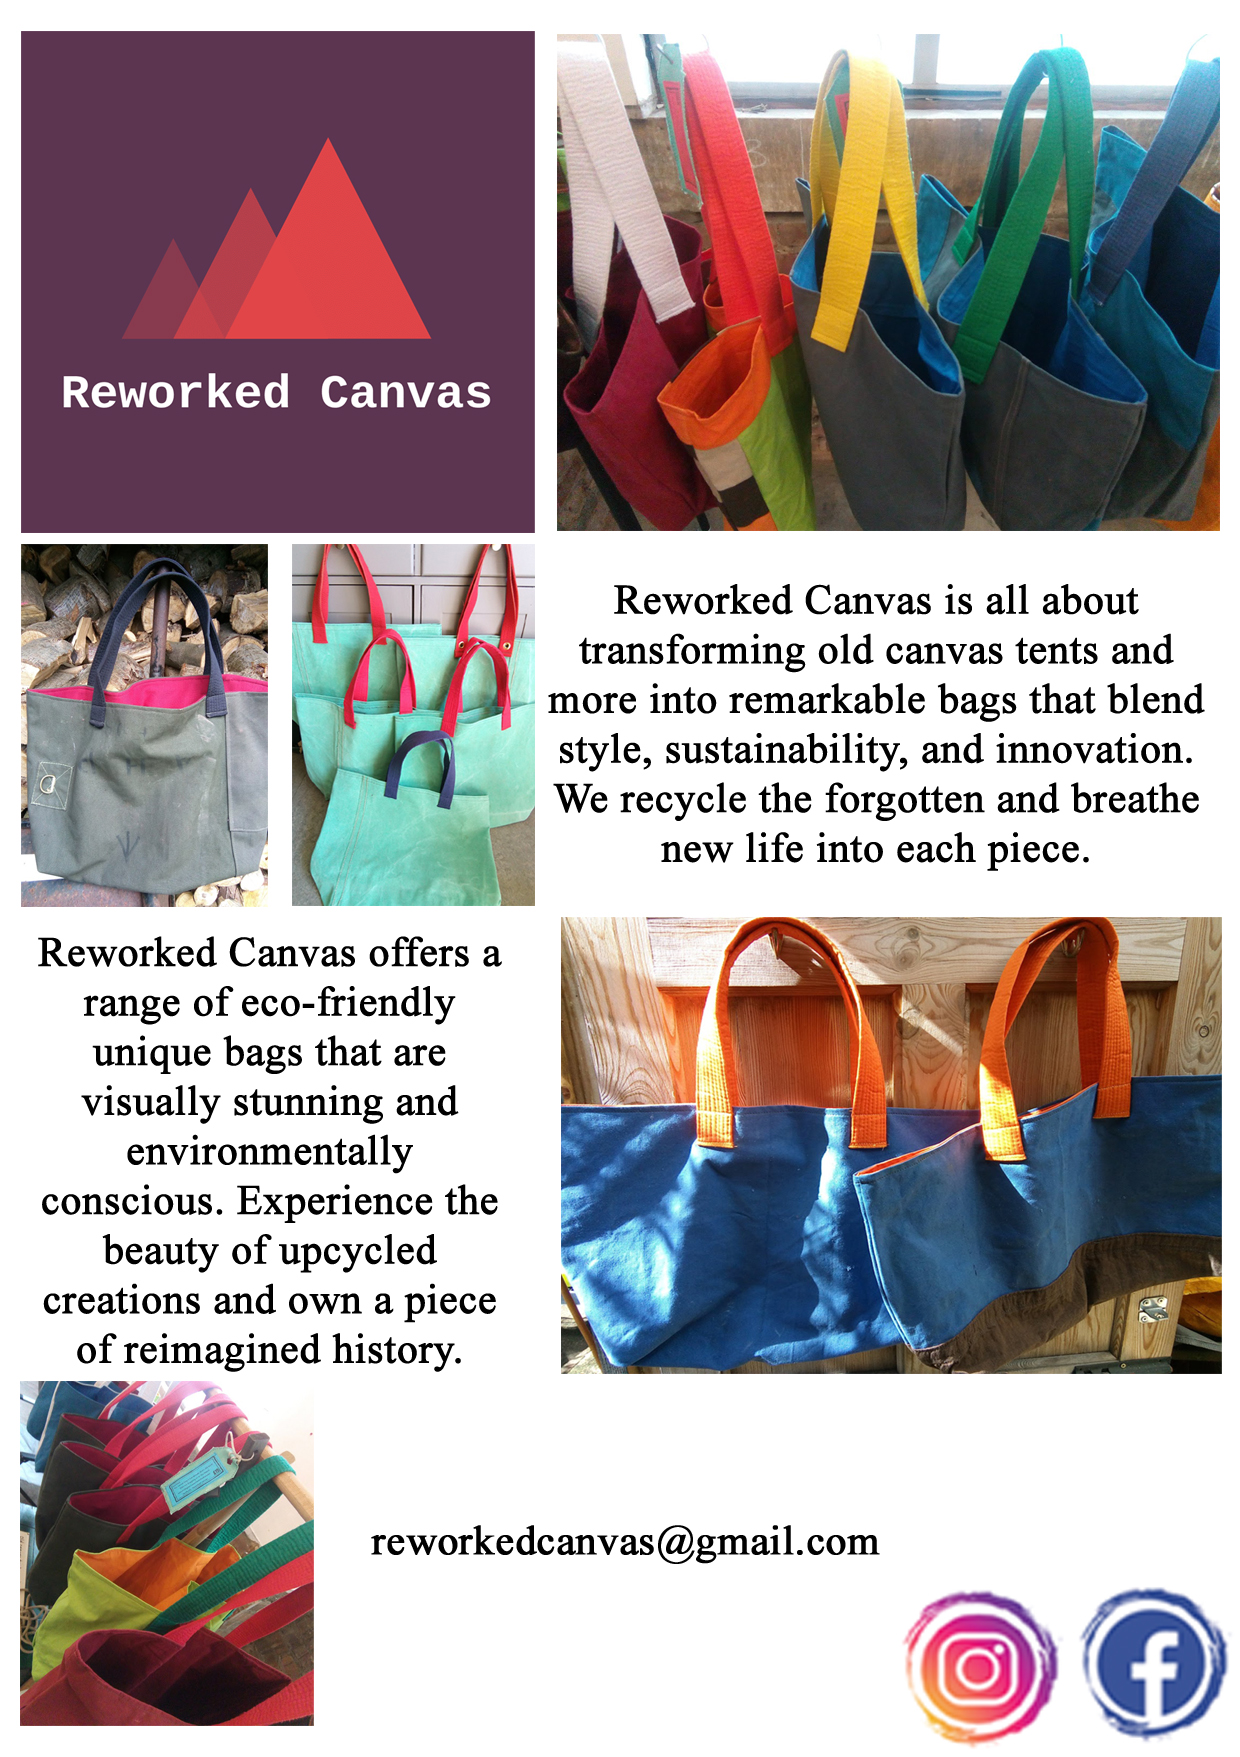 Reworked Canvas
Reworked Canvas is all about
transforming old canvas tents and
more into remarkable bags that blend
style, sustainability, and innovation.
We recycle the forgotten and breathe
new life into each piece.
Reworked Canvas offers a
range of eco-friendly
unique bags that are
visually stunning and
environmentally
conscious. Experience the
beauty of upcycled
creations and own a piece
of reimagined history.
reworkedcanvas@gmail.com